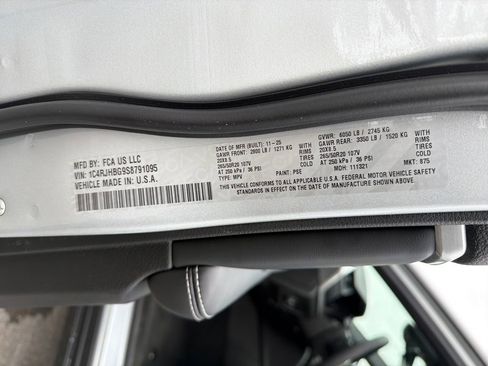 MFD BY: FCA US LLC
VIN: 1C4RJHBG9S8791095
VEHICLE MADE IN: U.S.A.
DATE OF MFR (BUILT): 11-25 GVWR: 6050 LB / 2745 KG
GAWR FRONT: 2800 LB / 1271 KG WITH GAWR REAR: 3350 LB / 1520 KG WITH
20X8.5 RIMS 20X8.5 RIMS
265/50R20 107V TIRES 265/50R20 107V TIRES
AT 250 kPa / 36 PSI COLD AT 250 kPa / 36 PSI COLD
TYPE: MPV PAINT: PSE MDH: 111321 MKT: 875
THIS VEHICLE CONFORMS TO ALL APPLICABLE U.S.A. FEDERAL MOTOR VEHICLE SAFETY
STANDARDS IN EFFECT ON THE DATE OF MANUFACTURE SHOWN ABOVE.